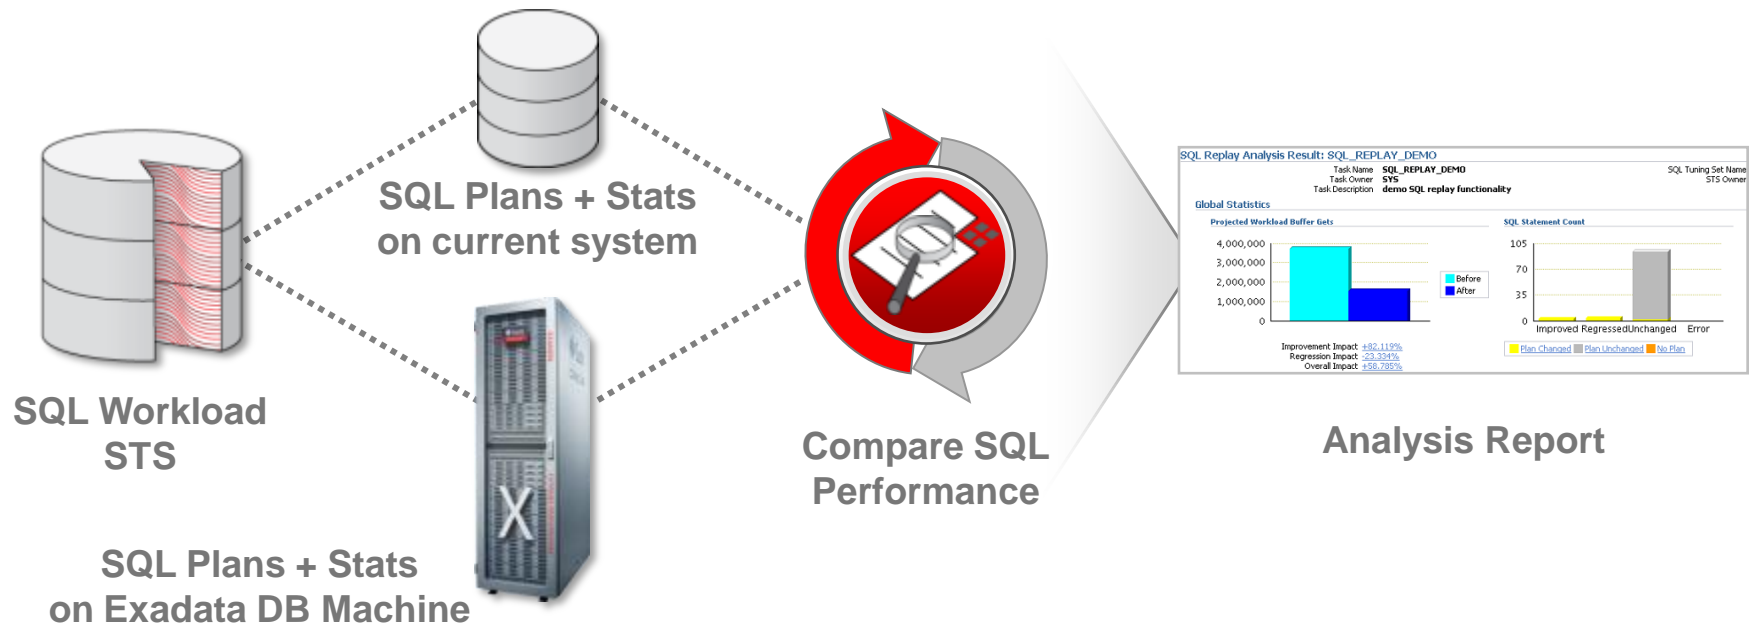 SQL Plans + Stats
on current system
SQL Workload
STS
X
SQL Plans + Stats
on Exadata DB Machine
Compare SQL
Performance
SQL Replay Analysis Result: SQL_REPLAY_DEMO
Task Name SQL_REPLAY_DEMO
SQL Tuning Set Name
Task Owner SYS
STS Owner
Task Description demo SQL replay functionality
Global Statistics
Projected Workload Buffer Gets
4,000,000
3,000,000
2,000,000
1,000,000
0
Before
After
Improvement Impact +82.119%
Regression Impact -23.334%
Overall Impact +58.785%
SQL Statement Count
105
70
35
0
Improved Regressed Unchanged Error
Plan Changed Plan Unchanged No Plan
Analysis Report